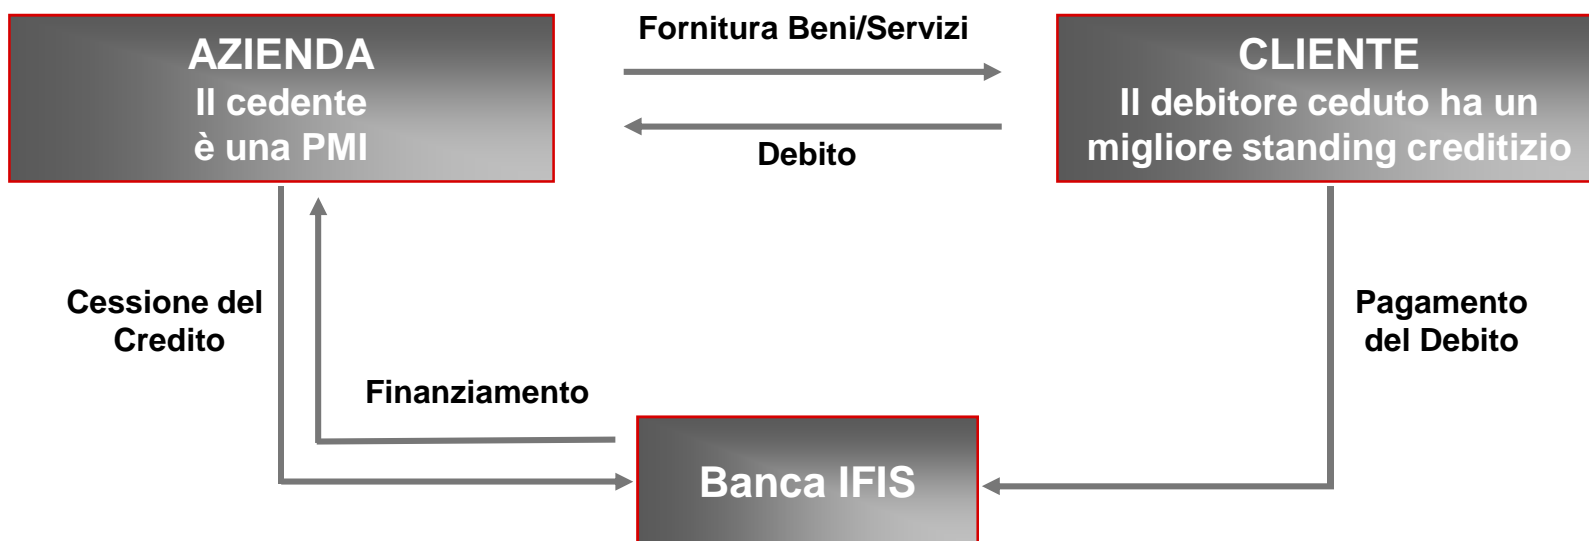 Fornitura Beni/Servizi
AZIENDA
Il cedente
è una PMI
CLIENTE
Il debitore ceduto ha un
migliore standing creditizio
Debito
Cessione del
Credito
Pagamento
del Debito
Finanziamento
Banca IFIS